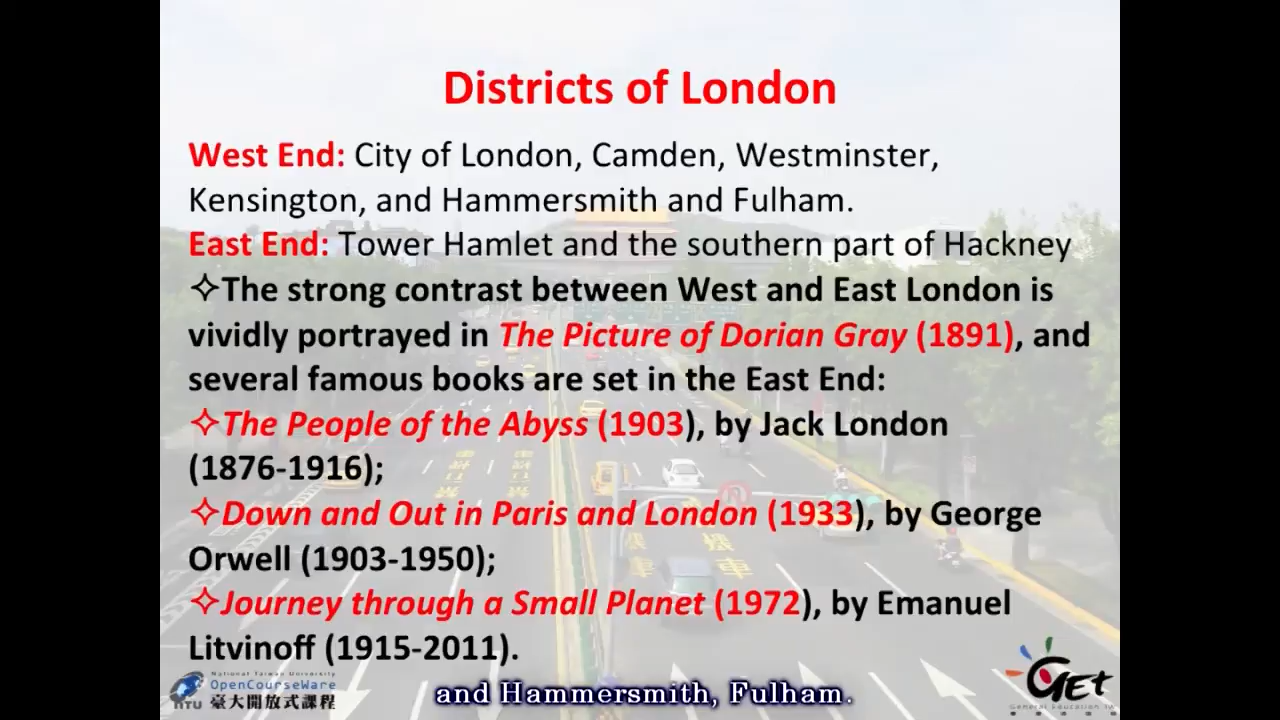 Districts of London
West End: City of London, Camden, Westminster,
Kensington, and Hammersmith and Fulham.
East End: Tower Hamlet and the southern part of Hackney
✧The strong contrast between West and East London is
vividly portrayed in The Picture of Dorian Gray (1891), and
several famous books are set in the East End:
✧The People of the Abyss (1903), by Jack London
(1876-1916);
✧Down and Out in Paris and London (1933), by George
Orwell (1903-1950);
✧Journey through a Small Planet (1972), by Emanuel
Litvinoff (1915-2011).
National Taiwan University
OpenCourseWare
NTU 臺大開放式課程
and Hammersmith, Fulham.
GET